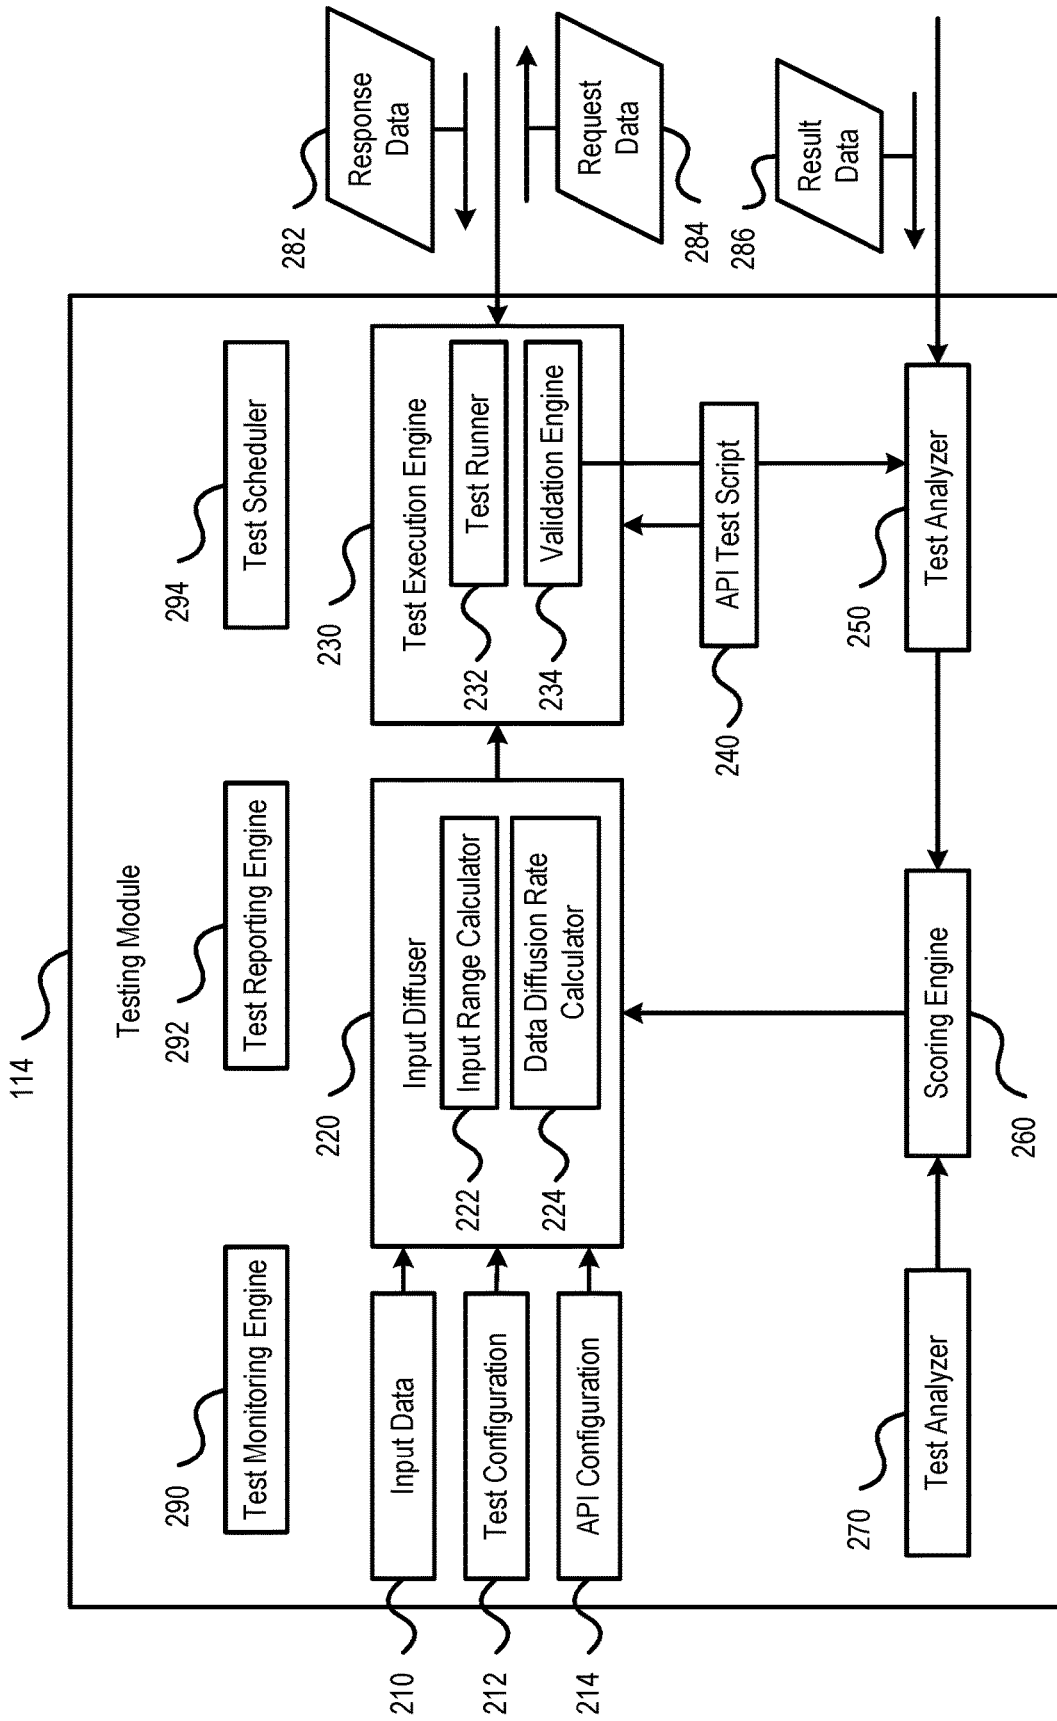 114
Testing Module
290
Test Monitoring Engine
292
Test Reporting Engine
294
Test Scheduler
210
Input Data
212
Test Configuration
214
API Configuration
220
Input Diffuser
222
Input Range Calculator
224
Data Diffusion Rate
Calculator
230
Test Execution Engine
232
Test Runner
234
Validation Engine
240
API Test Script
282
Response
Data
284
Request
Data
286
Result
Data
270
Test Analyzer
260
Scoring Engine
250
Test Analyzer